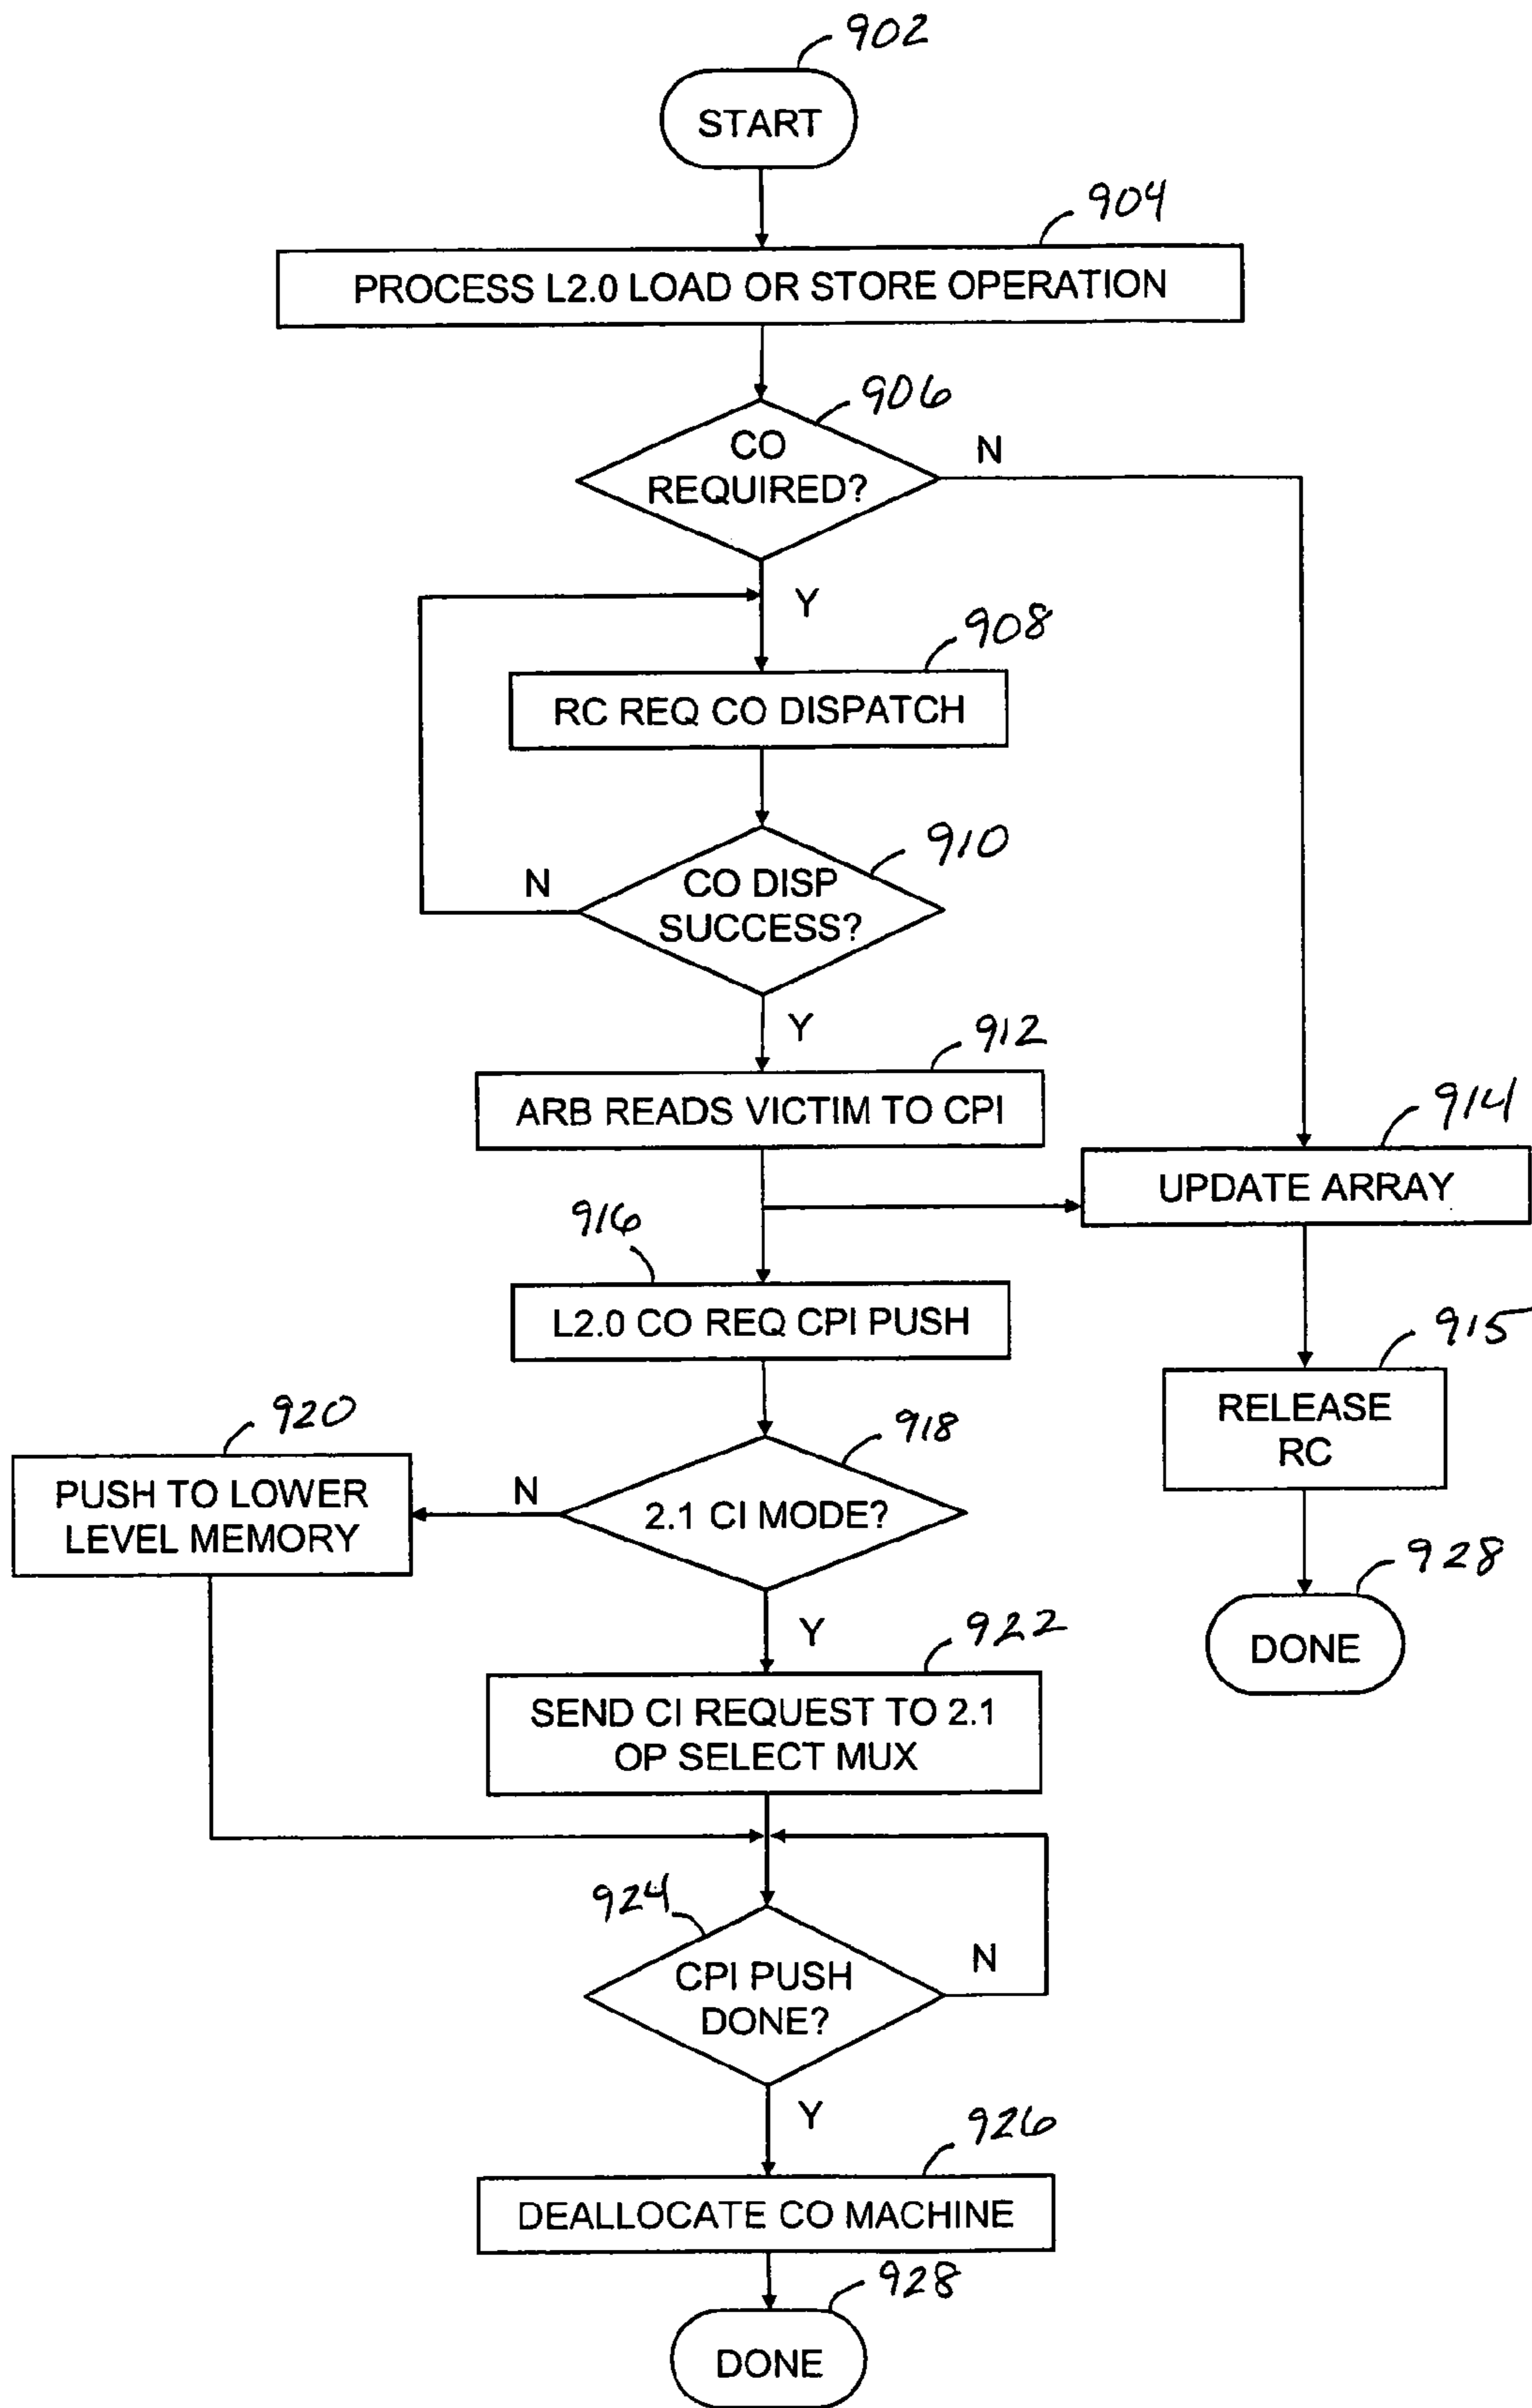 902
START
904
PROCESS L2.0 LOAD OR STORE OPERATION
906
CO
REQUIRED?
N
Y
908
RC REQ CO DISPATCH
910
CO DISP
SUCCESS?
N
Y
912
ARB READS VICTIM TO CPI
914
UPDATE ARRAY
916
L2.0 CO REQ CPI PUSH
915
RELEASE
RC
920
PUSH TO LOWER
LEVEL MEMORY
918
2.1 CI MODE?
N
Y
928
DONE
922
SEND CI REQUEST TO 2.1
OP SELECT MUX
924
CPI PUSH
DONE?
N
Y
926
DEALLOCATE CO MACHINE
928
DONE